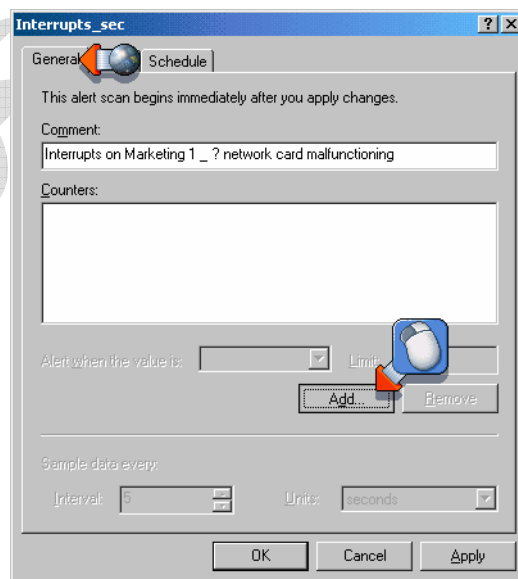 Interrupts_sec
General Schedule
This alert scan begins immediately after you apply changes.
Comment:
Interrupts on Marketing 1 _ ? network card malfunctioning
Counters:
Alert when the value is: Limit:
Add... Remove
Sample data every:
Interval: 5 Units: seconds
OK Cancel Apply